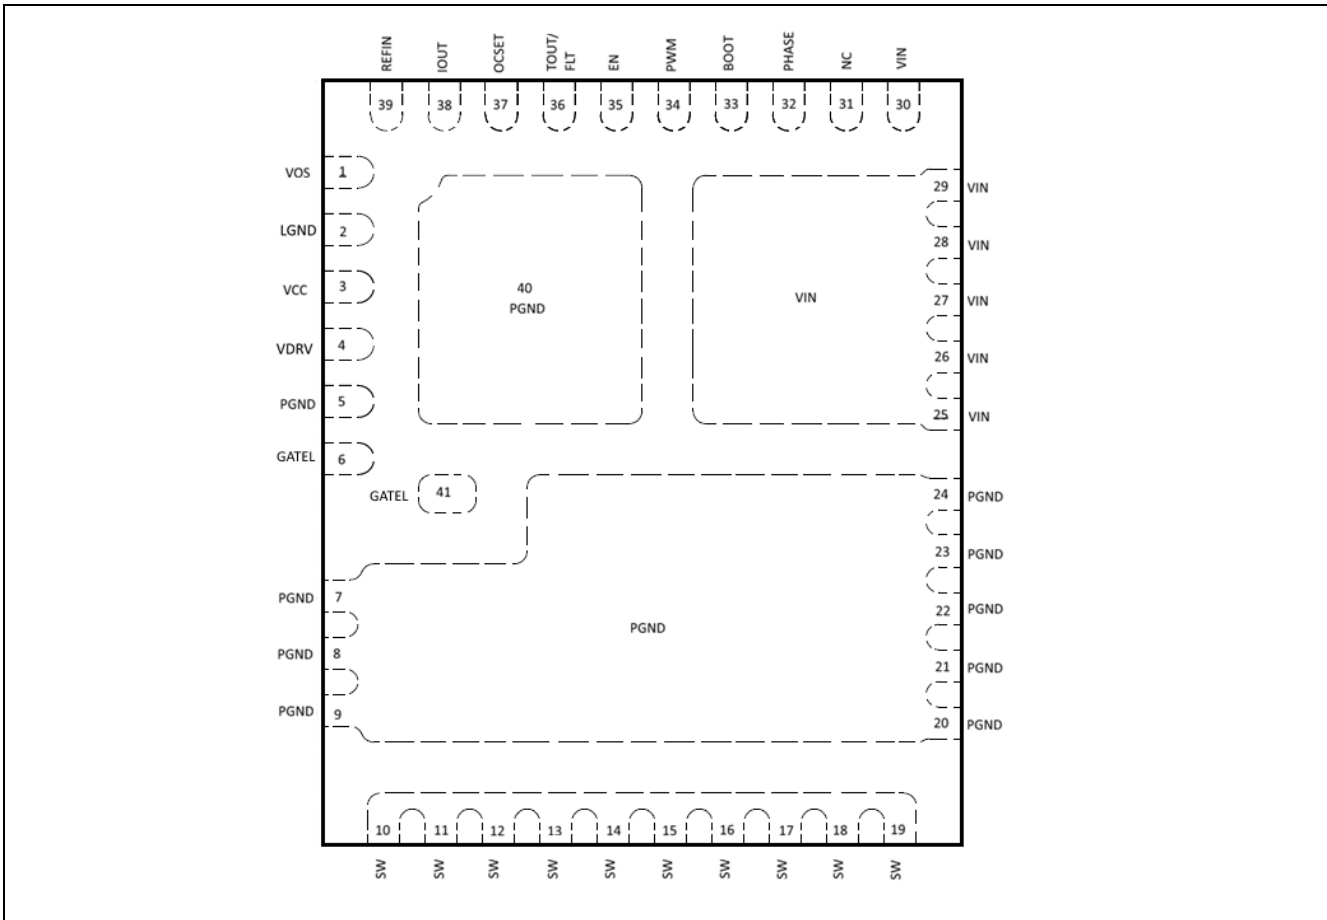 REFIN
IOUT
OCSET
TOUT/
FLT
EN
PWM
BOOT
PHASE
NC
VIN
39
38
37
36
35
34
33
32
31
30
VOS
1
LGND
2
VCC
3
VDRV
4
PGND
5
GATEL
6
40
PGND
VIN
29
VIN
28
VIN
27
VIN
26
VIN
25
VIN
GATEL
41
24
PGND
23
PGND
22
PGND
21
PGND
20
PGND
PGND
7
PGND
8
PGND
9
PGND
10
11
12
13
14
15
16
17
18
19
SW
SW
SW
SW
SW
SW
SW
SW
SW
SW